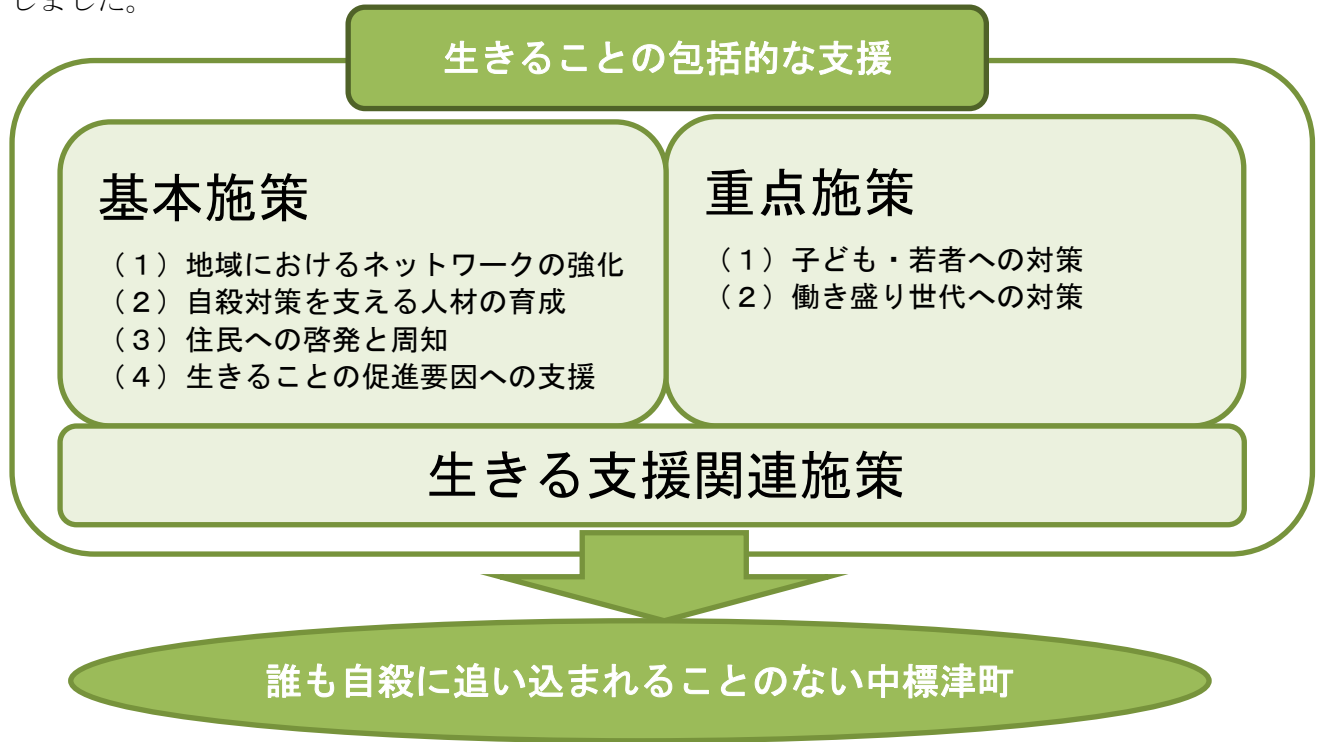 しました。
生きることの包括的な支援
基本施策
（１）地域におけるネットワークの強化
（２）自殺対策を支える人材の育成
（３）住民への啓発と周知
（４）生きることの促進要因への支援
重点施策
（１）子ども・若者への対策
（２）働き盛り世代への対策
生きる支援関連施策
誰も自殺に追い込まれることのない中標津町